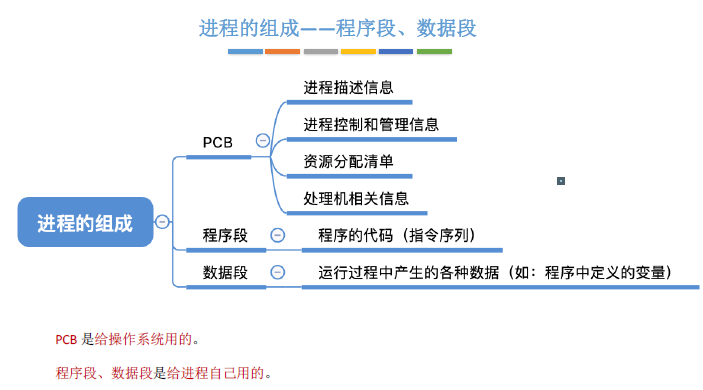 进程的组成——程序段、数据段
进程描述信息
进程控制和管理信息
PCB
资源分配清单
处理机相关信息
进程的组成
程序段
程序的代码（指令序列）
数据段
运行过程中产生的各种数据（如：程序中定义的变量）
PCB 是给操作系统用的。
程序段、数据段是给进程自己用的。